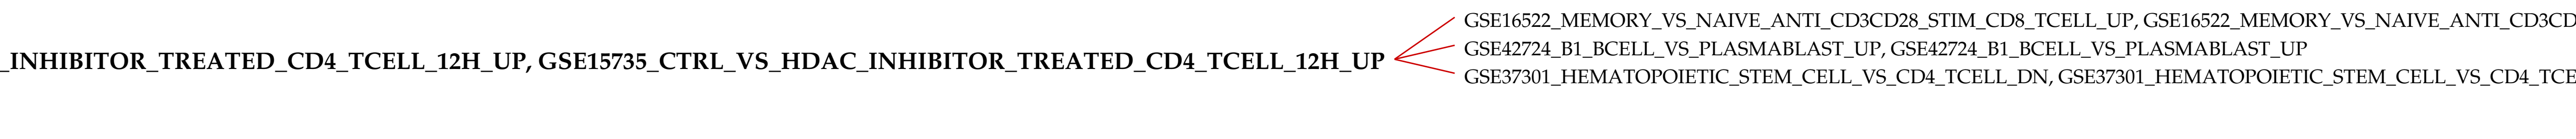 _INHIBITOR_TREATED_CD4_TCELL_12H_UP, GSE15735_CTRL_VS_HDAC_INHIBITOR_TREATED_CD4_TCELL_12H_UP
GSE16522_MEMORY_VS_NAIVE_ANTI_CD3CD28_STIM_CD8_TCELL_UP, GSE16522_MEMORY_VS_NAIVE_ANTI_CD3CD
GSE42724_B1_BCELL_VS_PLASMABLAST_UP, GSE42724_B1_BCELL_VS_PLASMABLAST_UP
GSE37301_HEMATOPOIETIC_STEM_CELL_VS_CD4_TCELL_DN, GSE37301_HEMATOPOIETIC_STEM_CELL_VS_CD4_TCE